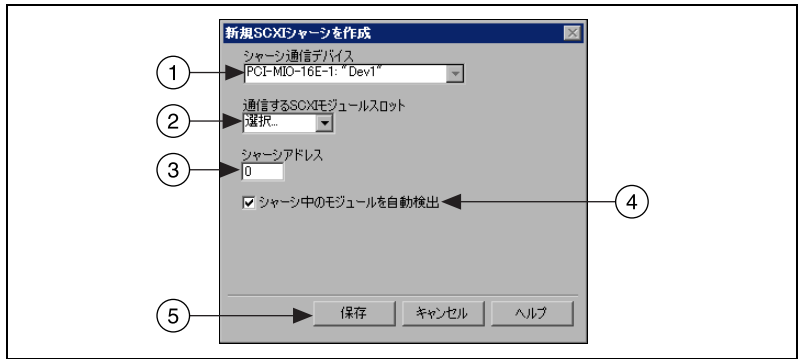 新規SCXIシャーシを作成
シャーシ通信デバイス
1
PCI-MIO-16E-1: "Dev1"
通信するSCXIモジュールスロット
2
選択...
シャーシアドレス
3
0
シャーシ中のモジュールを自動検出
4
5
保存
キャンセル
ヘルプ